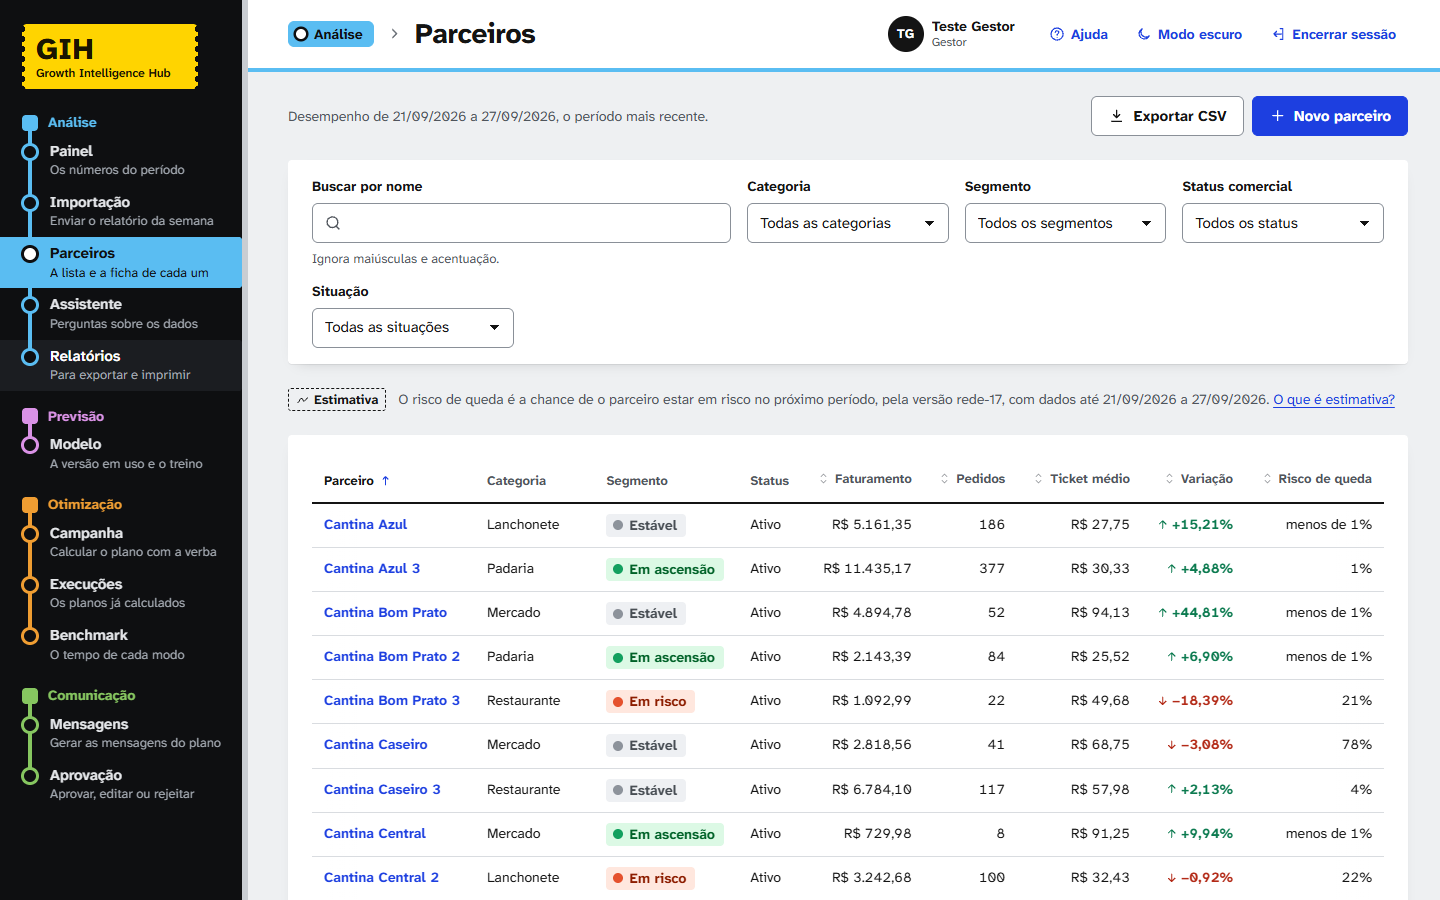 GIH
Growth Intelligence Hub
Análise
Painel
Os números do período
Importação
Enviar o relatório da semana
Parceiros
A lista e a ficha de cada um
Assistente
Perguntas sobre os dados
Relatórios
Para exportar e imprimir
Previsão
Modelo
A versão em uso e o treino
Otimização
Campanha
Calcular o plano com a verba
Execuções
Os planos já calculados
Benchmark
O tempo de cada modo
Comunicação
Mensagens
Gerar as mensagens do plano
Aprovação
Aprovar, editar ou rejeitar
Análise > Parceiros
TG Teste Gestor
Gestor
Ajuda
Modo escuro
Encerrar sessão
Desempenho de 21/09/2026 a 27/09/2026, o período mais recente.
Exportar CSV
+ Novo parceiro
Buscar por nome
Ignora maiúsculas e acentuação.
Categoria
Todas as categorias
Segmento
Todos os segmentos
Status comercial
Todos os status
Situação
Todas as situações
Estimativa O risco de queda é a chance de o parceiro estar em risco no próximo período, pela versão rede-17, com dados até 21/09/2026 a 27/09/2026. O que é estimativa?
Parceiro ↑ Categoria Segmento Status Faturamento Pedidos Ticket médio Variação Risco de queda
Cantina Azul Lanchonete Estável Ativo R$ 5.161,35 186 R$ 27,75 ↑ +15,21% menos de 1%
Cantina Azul 3 Padaria Em ascensão Ativo R$ 11.435,17 377 R$ 30,33 ↑ +4,88% 1%
Cantina Bom Prato Mercado Estável Ativo R$ 4.894,78 52 R$ 94,13 ↑ +44,81% menos de 1%
Cantina Bom Prato 2 Padaria Em ascensão Ativo R$ 2.143,39 84 R$ 25,52 ↑ +6,90% menos de 1%
Cantina Bom Prato 3 Restaurante Em risco Ativo R$ 1.092,99 22 R$ 49,68 ↓ −18,39% 21%
Cantina Caseiro Mercado Estável Ativo R$ 2.818,56 41 R$ 68,75 ↓ −3,08% 78%
Cantina Caseiro 3 Restaurante Estável Ativo R$ 6.784,10 117 R$ 57,98 ↑ +2,13% 4%
Cantina Central Mercado Em ascensão Ativo R$ 729,98 8 R$ 91,25 ↑ +9,94% menos de 1%
Cantina Central 2 Lanchonete Em risco Ativo R$ 3.242,68 100 R$ 32,43 ↓ −0,92% 22%